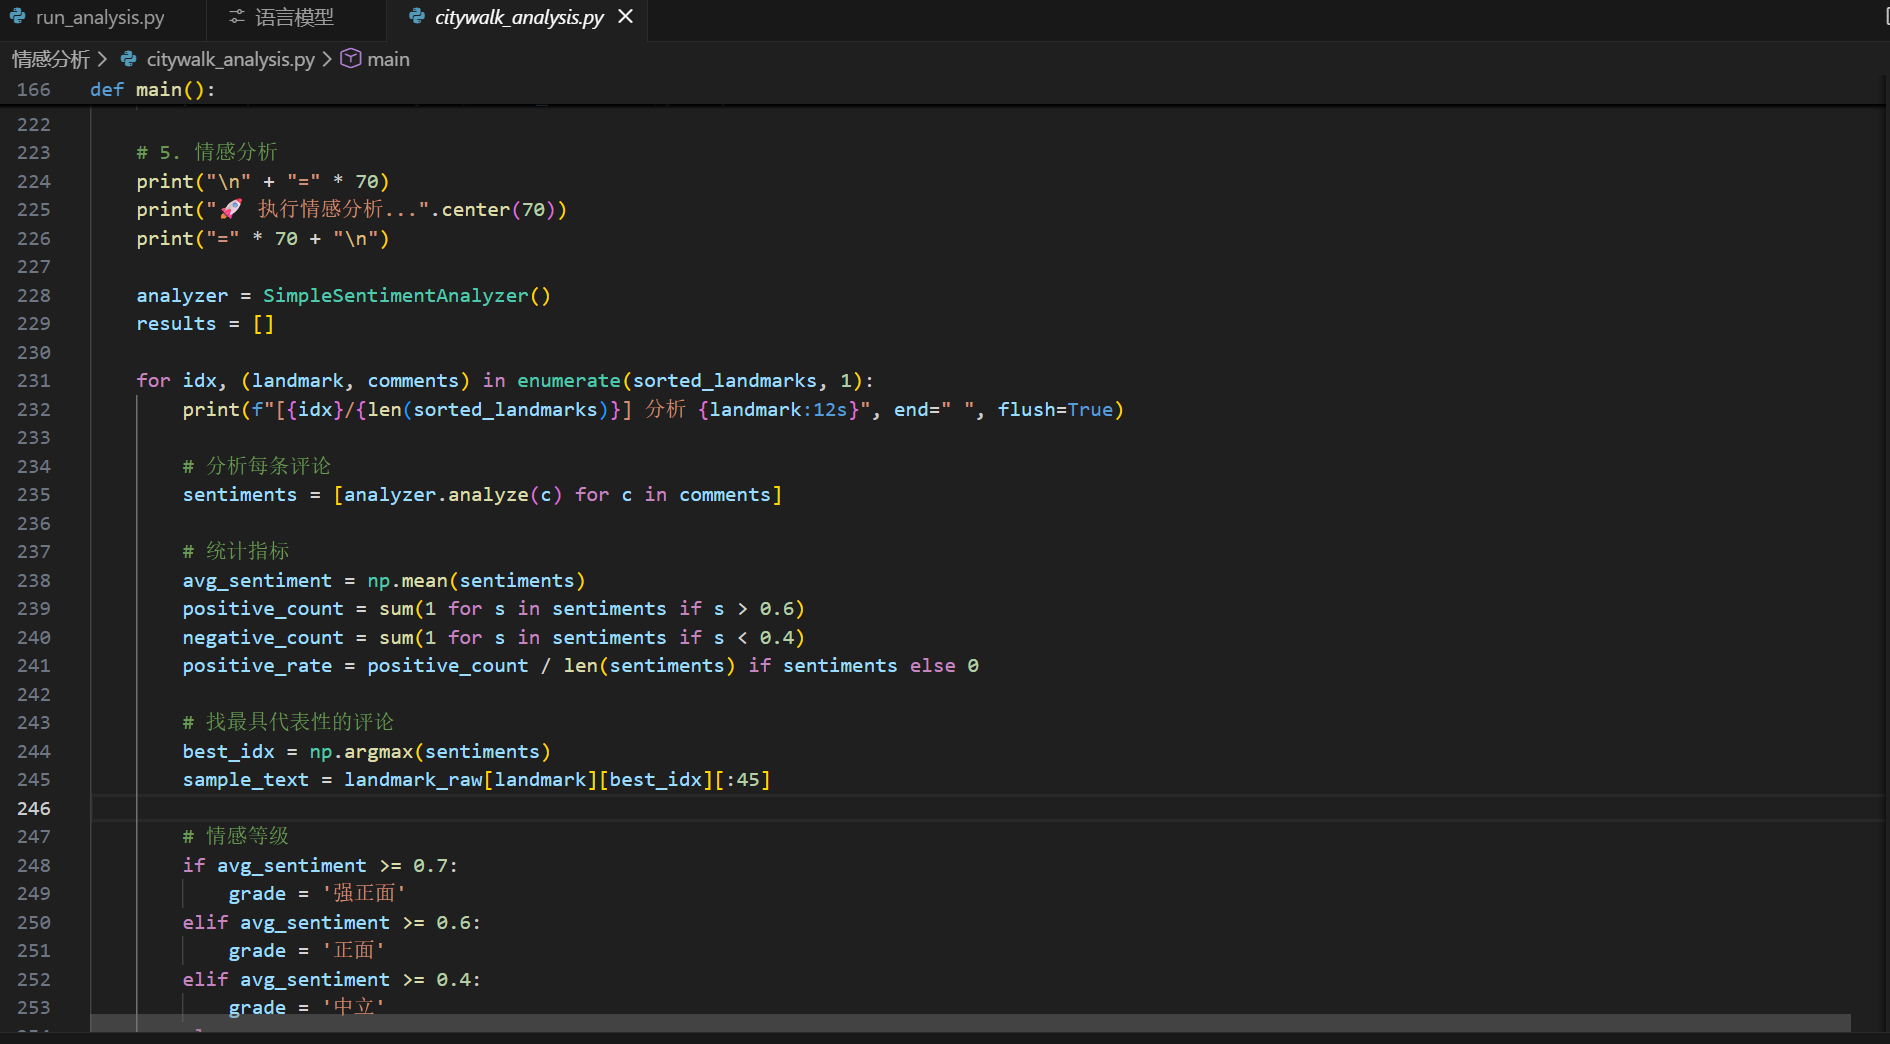 run_analysis.py 语言模型 citywalk_analysis.py
情感分析 > citywalk_analysis.py > main
166 def main():
222
223 # 5. 情感分析
224 print("\n" + "=" * 70)
225 print("🚀 执行情感分析...".center(70))
226 print("=" * 70 + "\n")
227
228 analyzer = SimpleSentimentAnalyzer()
229 results = []
230
231 for idx, (landmark, comments) in enumerate(sorted_landmarks, 1):
232 print(f"[{idx}/{len(sorted_landmarks)}] 分析 {landmark:12s}", end=" ", flush=True)
233
234 # 分析每条评论
235 sentiments = [analyzer.analyze(c) for c in comments]
236
237 # 统计指标
238 avg_sentiment = np.mean(sentiments)
239 positive_count = sum(1 for s in sentiments if s > 0.6)
240 negative_count = sum(1 for s in sentiments if s < 0.4)
241 positive_rate = positive_count / len(sentiments) if sentiments else 0
242
243 # 找最具代表性的评论
244 best_idx = np.argmax(sentiments)
245 sample_text = landmark_raw[landmark][best_idx][:45]
246
247 # 情感等级
248 if avg_sentiment >= 0.7:
249 grade = '强正面'
250 elif avg_sentiment >= 0.6:
251 grade = '正面'
252 elif avg_sentiment >= 0.4:
253 grade = '中立'